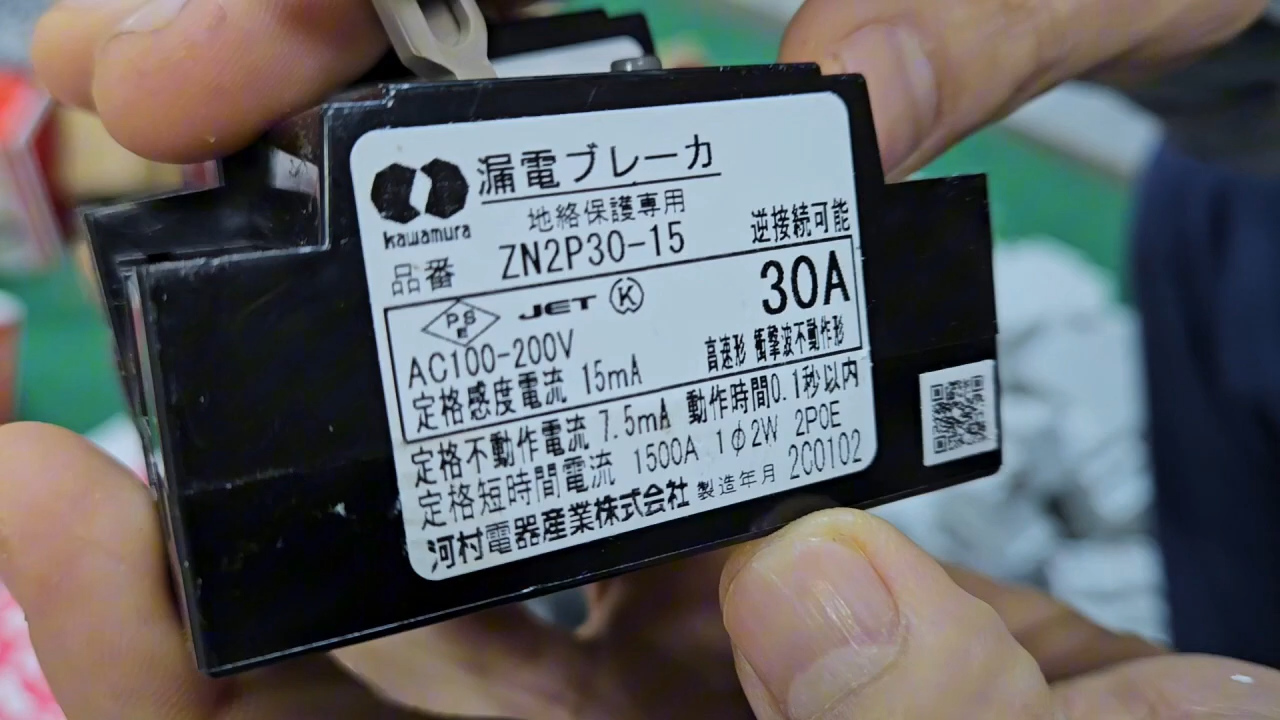 漏電ブレーカ
kawamura
地絡保護専用
逆接続可能
品番 ZN2P30-15
PSE JET K 30A
AC100-200V
高速形 衝撃波不動作形
定格感度電流 15mA
定格不動作電流 7.5mA 動作時間0.1秒以内
定格短時間電流 1500A 1φ2W 2P0E
河村電器産業株式会社 製造年月 200102